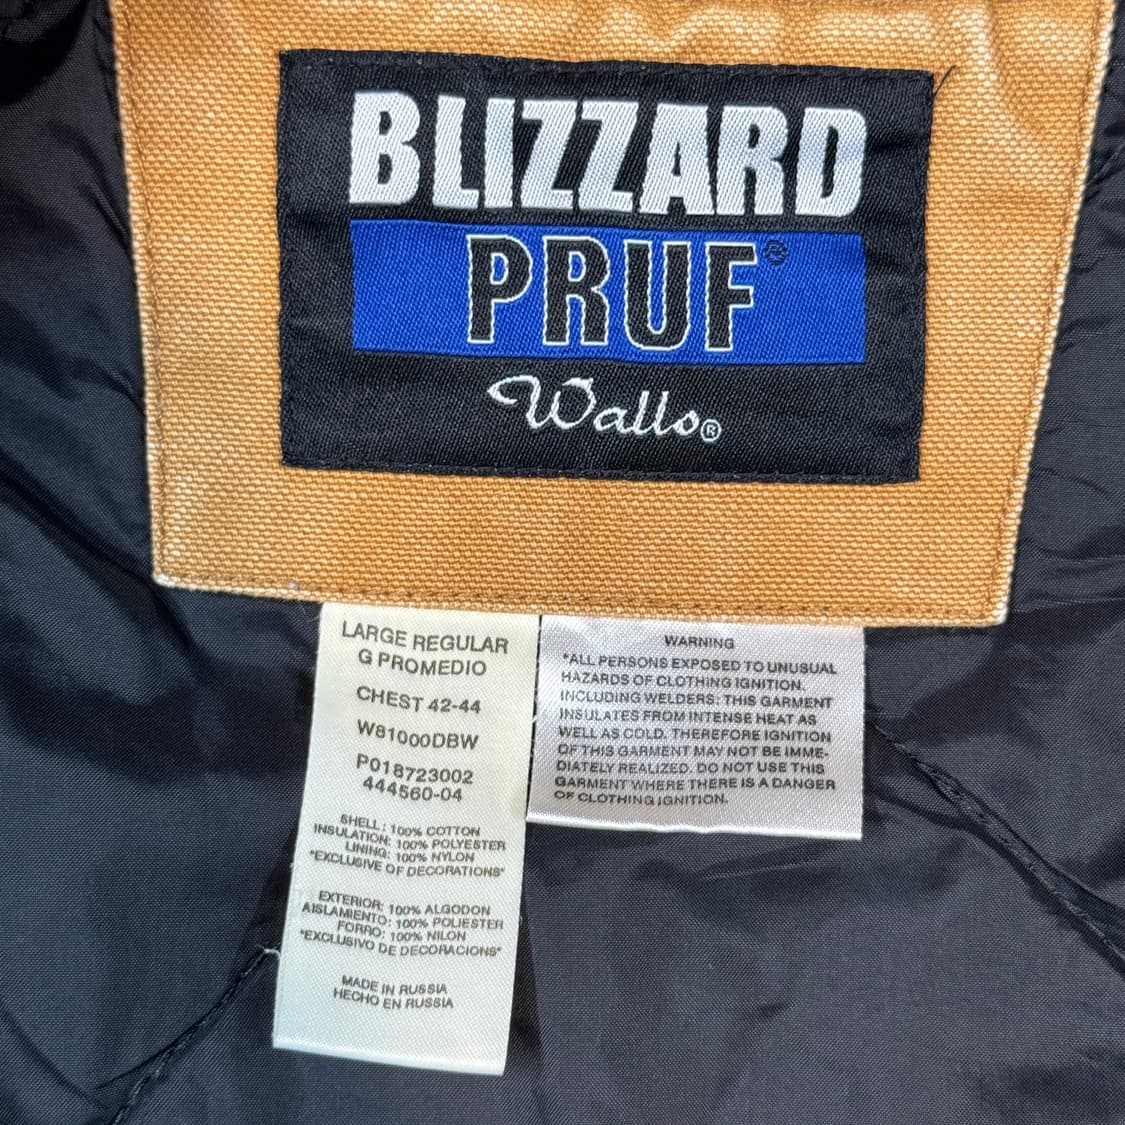 BLIZZARD
PRUF®
Walls®
LARGE REGULAR
G PROMEDIO
CHEST 42-44
W81000DBW
P018723002
444560-04
SHELL: 100% COTTON
INSULATION: 100% POLYESTER
LINING: 100% NYLON
*EXCLUSIVE OF DECORATIONS*
EXTERIOR: 100% ALGODON
AISLAMIENTO: 100% POLIESTER
FORRO: 100% NILON
*EXCLUSIVO DE DECORACIONS*
MADE IN RUSSIA
HECHO EN RUSSIA
WARNING
*ALL PERSONS EXPOSED TO UNUSUAL
HAZARDS OF CLOTHING IGNITION.
INCLUDING WELDERS: THIS GARMENT
INSULATES FROM INTENSE HEAT AS
WELL AS COLD. THEREFORE IGNITION
OF THIS GARMENT MAY NOT BE IMME-
DIATELY REALIZED. DO NOT USE THIS
GARMENT WHERE THERE IS A DANGER
OF CLOTHING IGNITION.